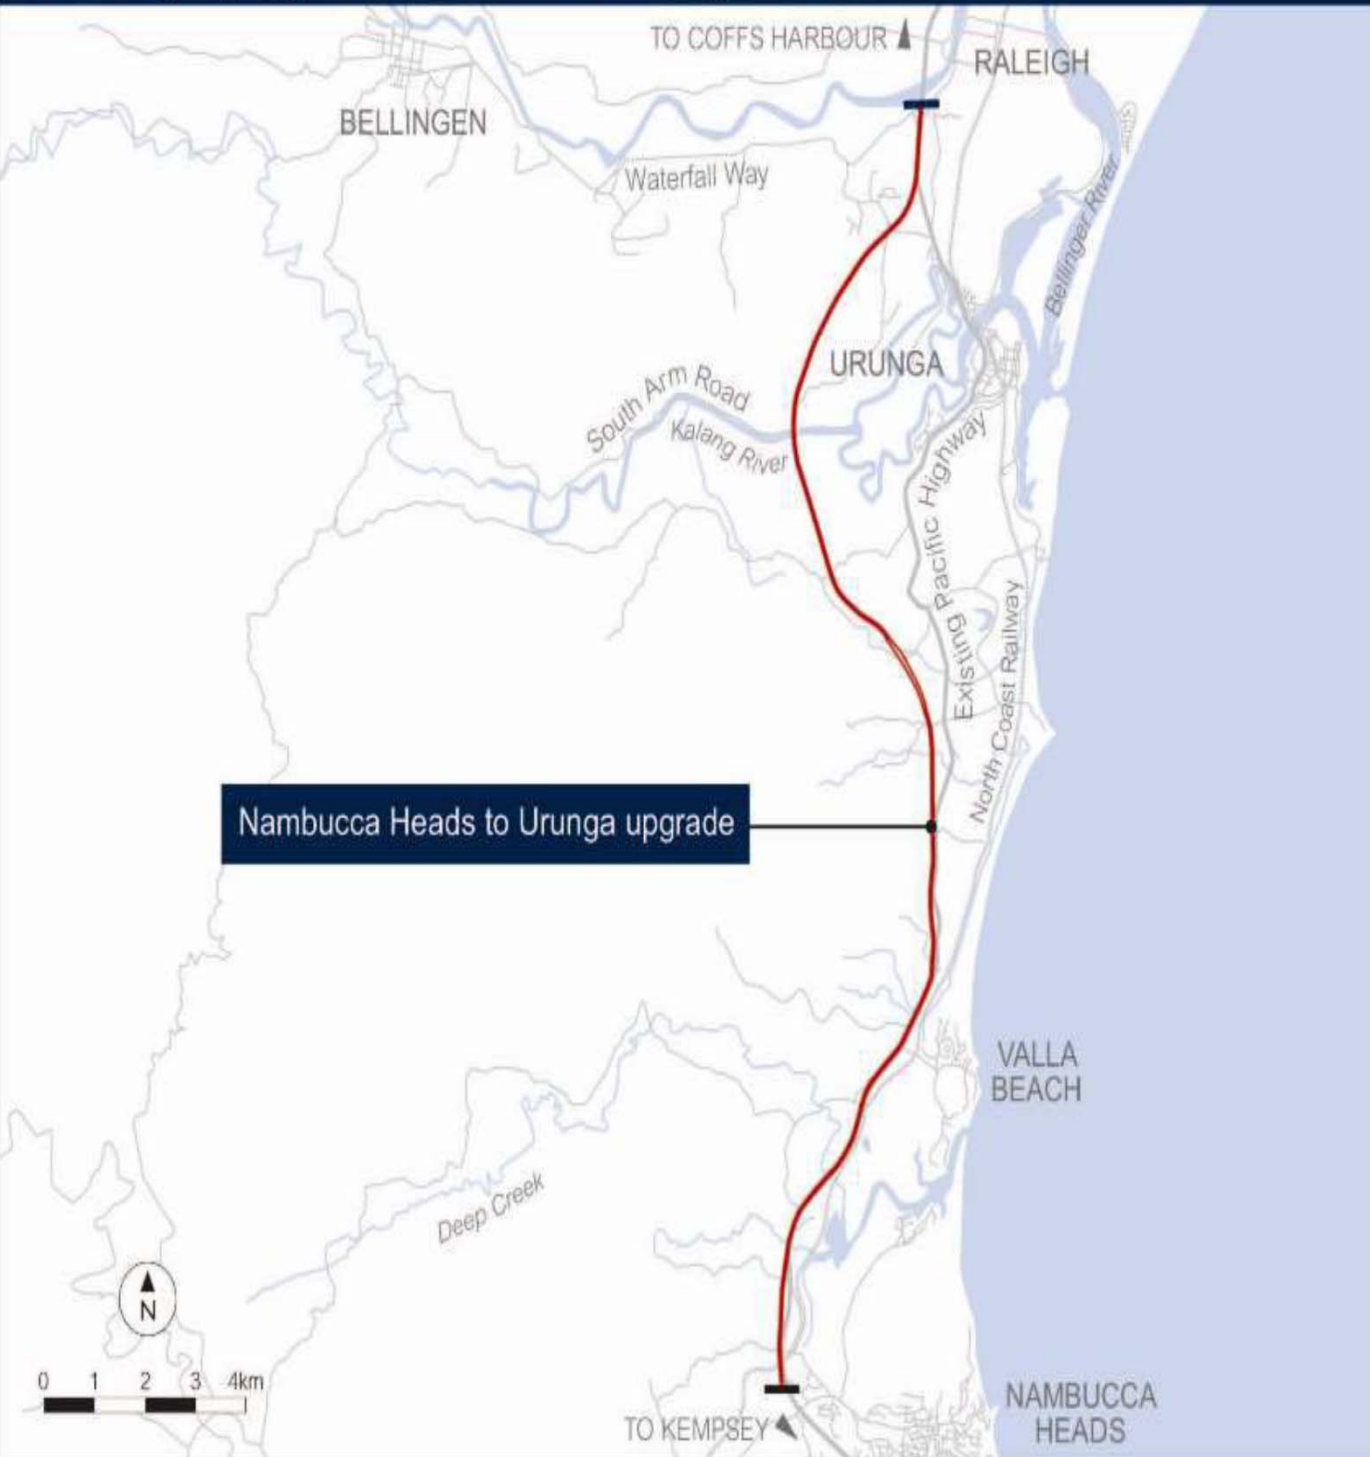 TO COFFS HARBOUR
RALEIGH
BELLINGEN
Waterfall Way
Bellinger River
URUNGA
South Arm Road
Kalang River
Existing Pacific Highway
North Coast Railway
Nambucca Heads to Urunga upgrade
VALLA
BEACH
Deep Creek
N
0 1 2 3 4km
NAMBUCCA
HEADS
TO KEMPSEY